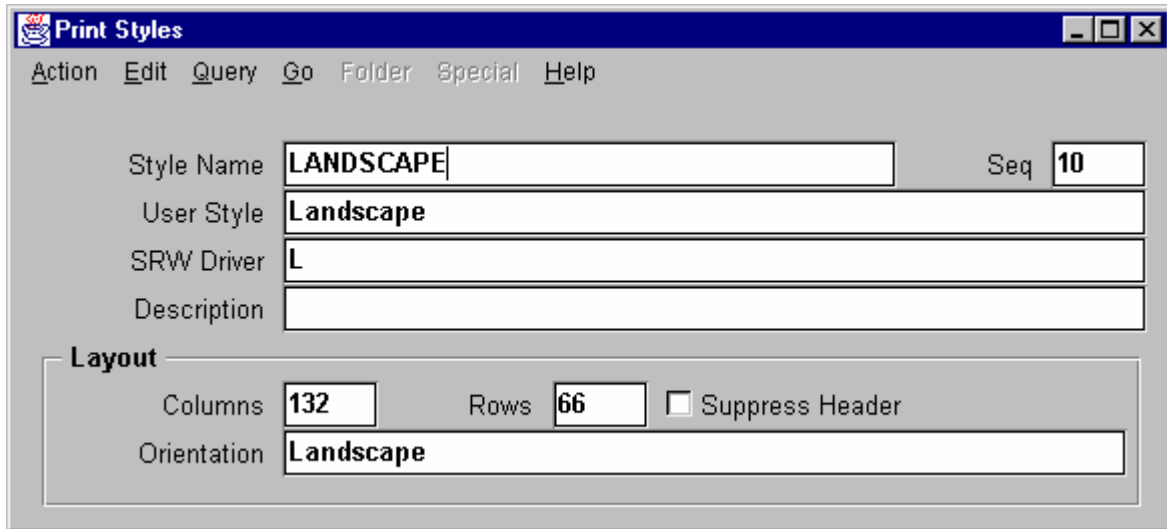 Print Styles
Action Edit Query Go Folder Special Help
Style Name LANDSCAPE Seq 10
User Style Landscape
SRW Driver L
Description
Layout
Columns 132 Rows 66 Suppress Header
Orientation Landscape